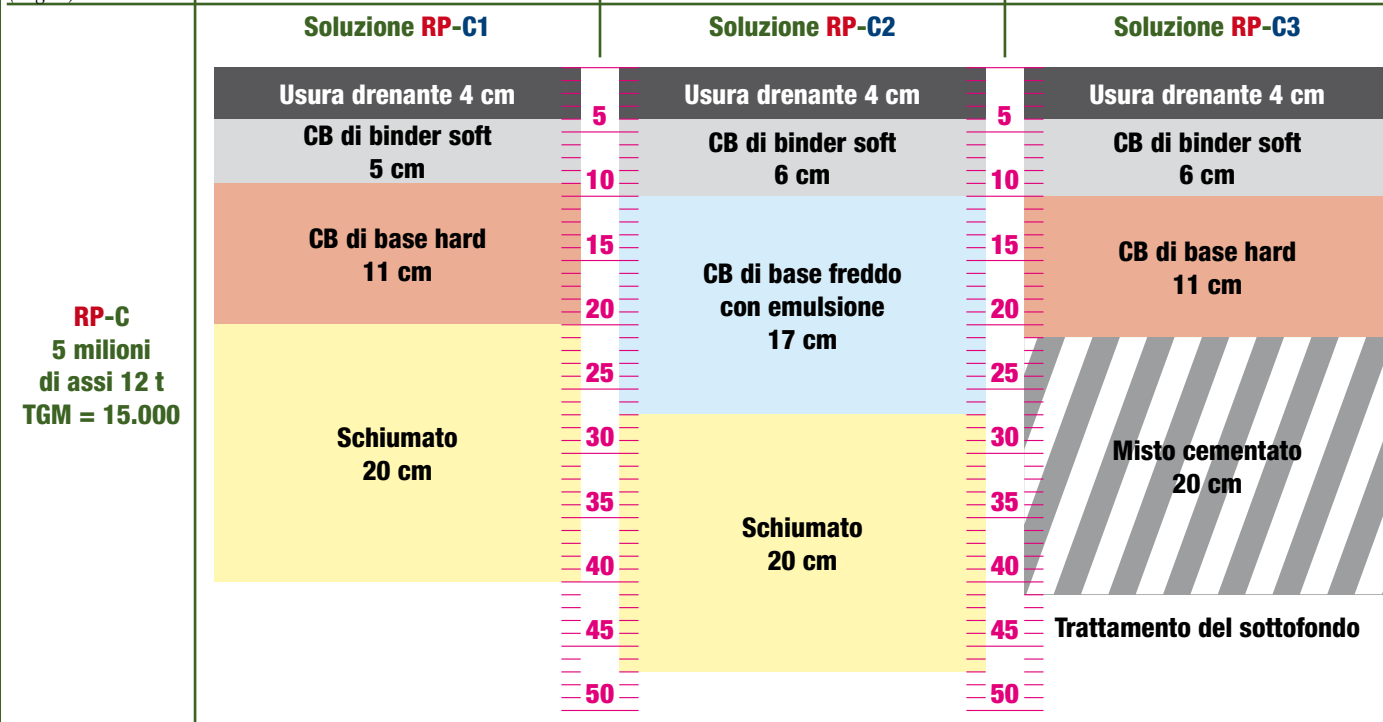 Soluzione RP-C1
Soluzione RP-C2
Soluzione RP-C3
RP-C
5 milioni
di assi 12 t
TGM = 15.000
Usura drenante 4 cm
CB di binder soft
5 cm
CB di base hard
11 cm
Schiumato
20 cm
5
10
15
20
25
30
35
40
45
50
Usura drenante 4 cm
CB di binder soft
6 cm
CB di base freddo
con emulsione
17 cm
Schiumato
20 cm
5
10
15
20
25
30
35
40
45
50
Usura drenante 4 cm
CB di binder soft
6 cm
CB di base hard
11 cm
Misto cementato
20 cm
Trattamento del sottofondo